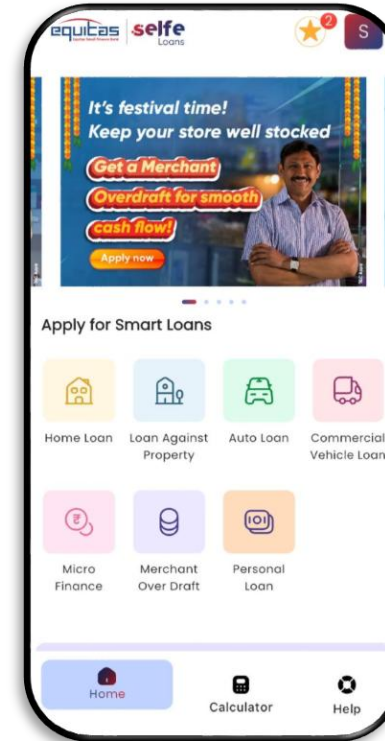 equitas
selfe
Loans
2
S
It's festival time!
Keep your store well stocked
Get a Merchant
Overdraft for smooth
cash flow!
Apply now
Apply for Smart Loans
Home Loan
Loan Against
Property
Auto Loan
Commercial
Vehicle Loan
Micro
Finance
Merchant
Over Draft
Personal
Loan
Home
Calculator
Help